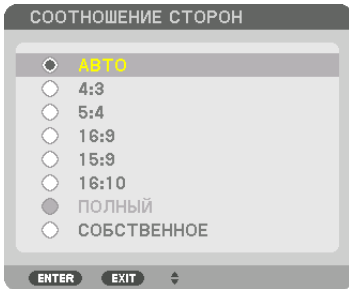 СООТНОШЕНИЕ СТОРОН
АВТО
4:3
5:4
16:9
15:9
16:10
ПОЛНЫЙ
СОБСТВЕННОЕ
ENTER EXIT